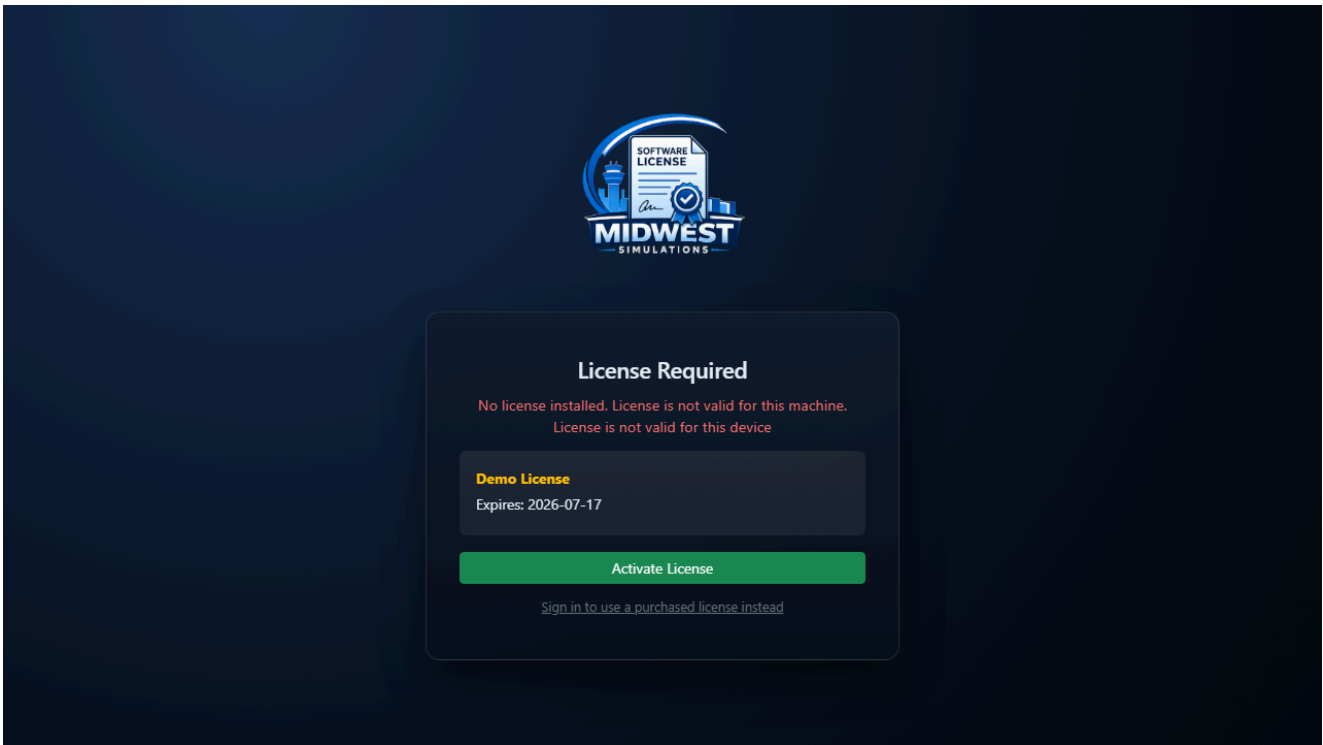 SOFTWARE
LICENSE
MIDWEST
SIMULATIONS
License Required
No license installed. License is not valid for this machine.
License is not valid for this device
Demo License
Expires: 2026-07-17
Activate License
Sign in to use a purchased license instead